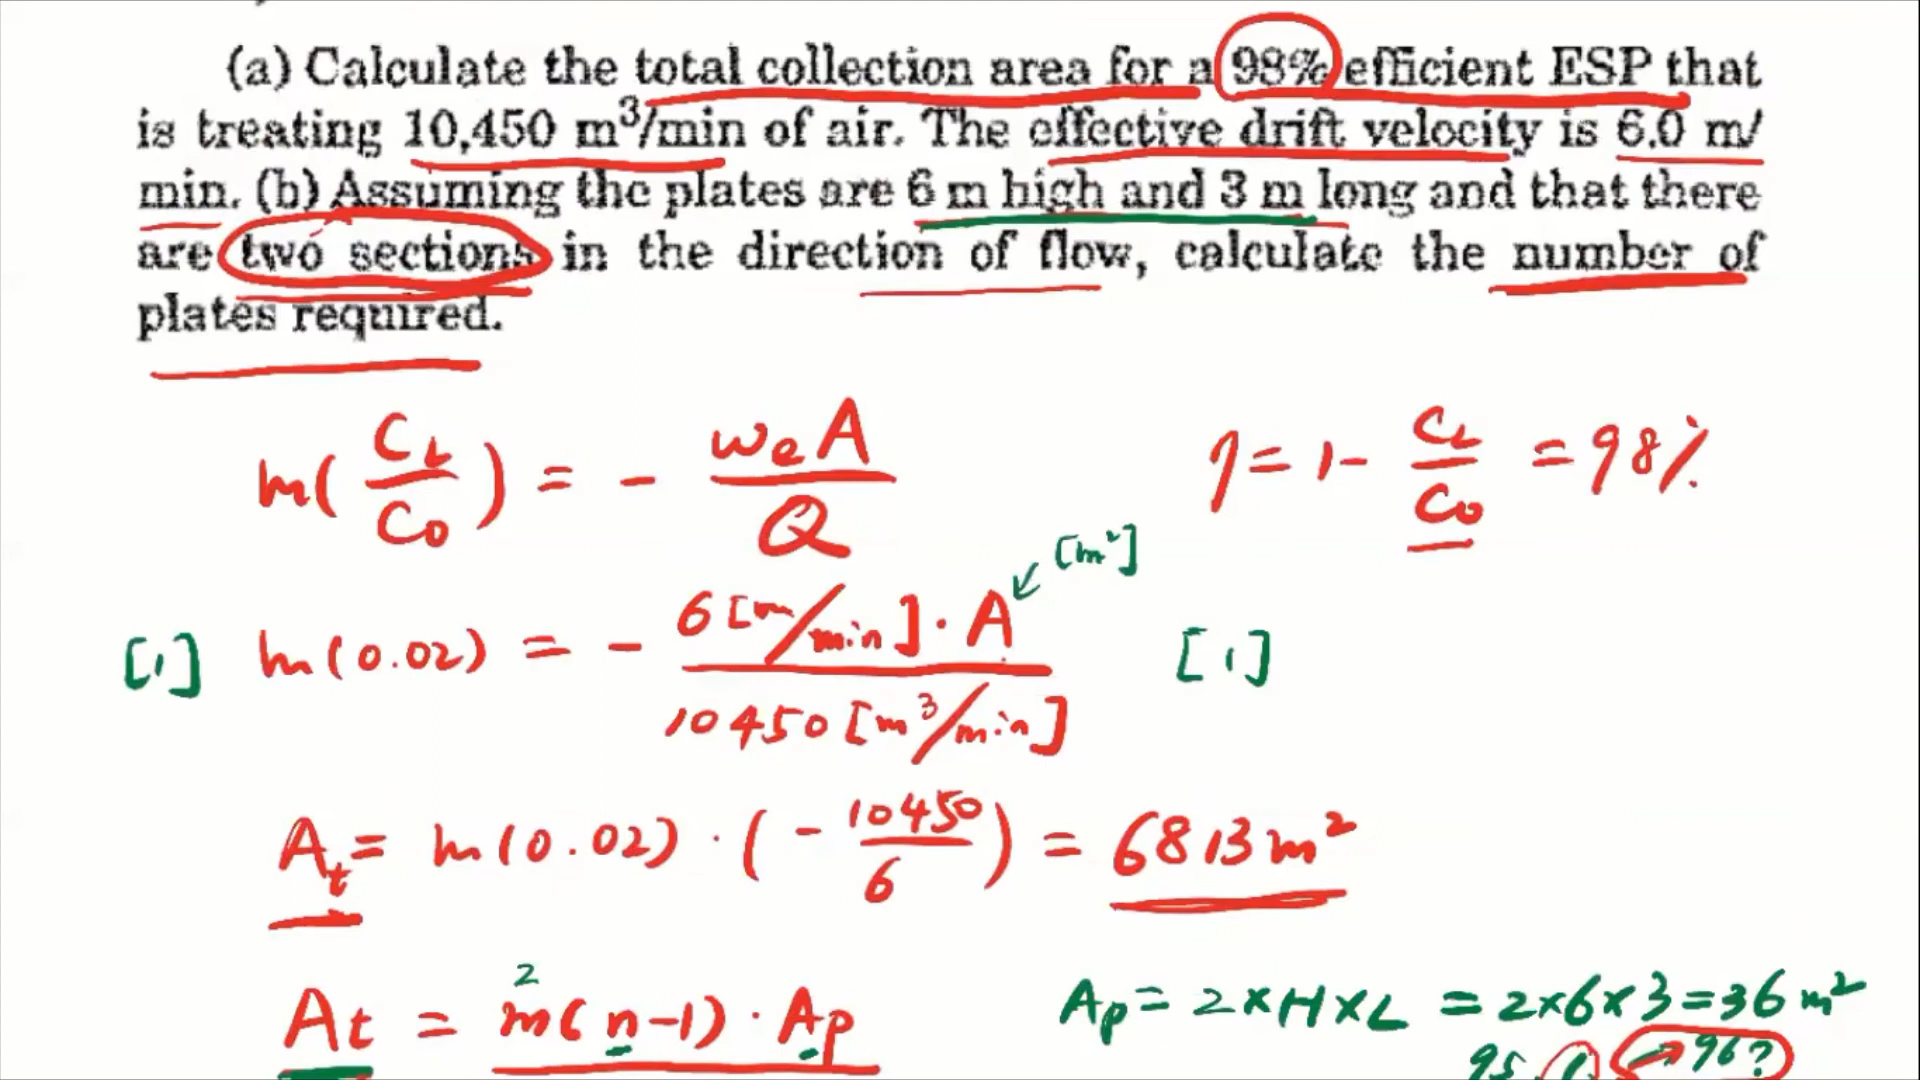 (a) Calculate the total collection area for a 98% efficient ESP that
is treating 10,450 m³/min of air. The effective drift velocity is 6.0 m/
min. (b) Assuming the plates are 6 m high and 3 m long and that there
are two sections in the direction of flow, calculate the number of
plates required.
ln(CL/C0) = - weA/Q
η = 1 - CL/C0 = 98%
[m²]
[1] ln(0.02) = - 6[m/min]·A / 10450[m³/min] [1]
At = ln(0.02)·(-10450/6) = 6813 m²
2
At = m(n-1)·Ap
Ap = 2×H×L = 2×6×3=36 m²
95. → 96?